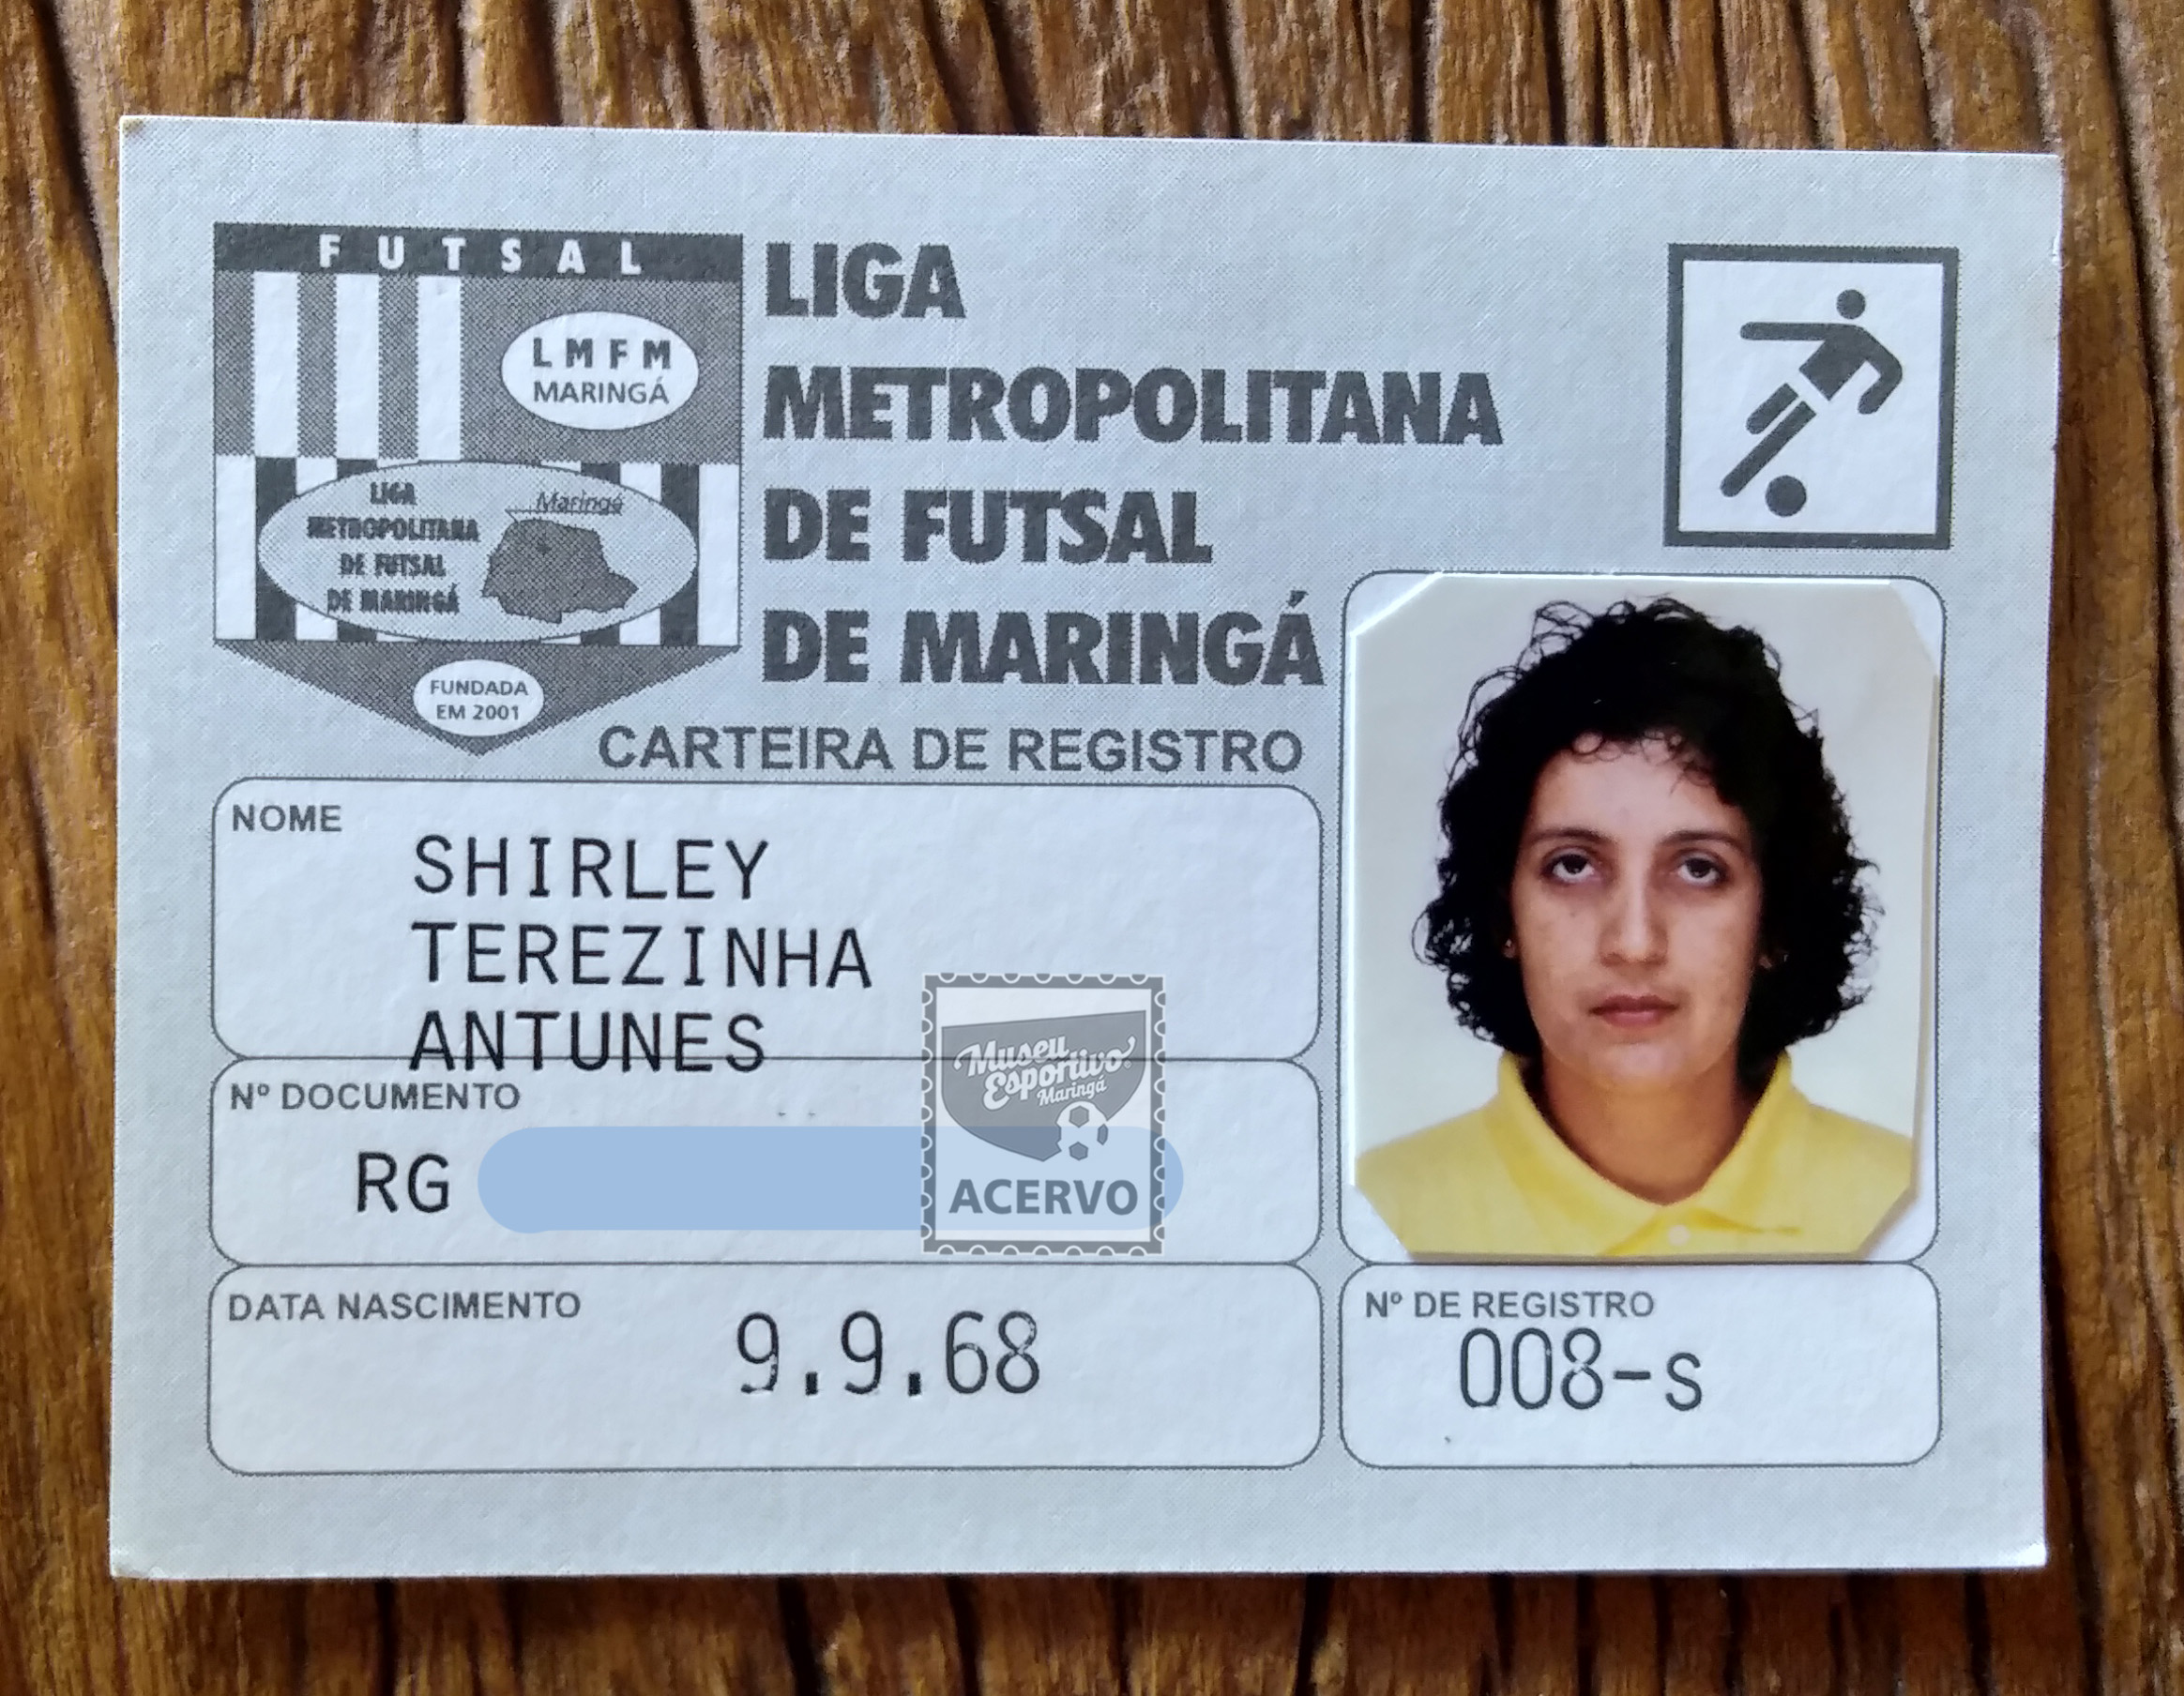 FUTSAL
LMFM
MARINGÁ
LIGA
METROPOLITANA
DE FUTSAL
DE MARINGÁ
Maringá
FUNDADA
EM 2001
LIGA
METROPOLITANA
DE FUTSAL
DE MARINGÁ
CARTEIRA DE REGISTRO
NOME
SHIRLEY
TEREZINHA
ANTUNES
Nº DOCUMENTO
RG
Museu
Esportivo
Maringá
ACERVO
DATA NASCIMENTO
9.9.68
Nº DE REGISTRO
008-s